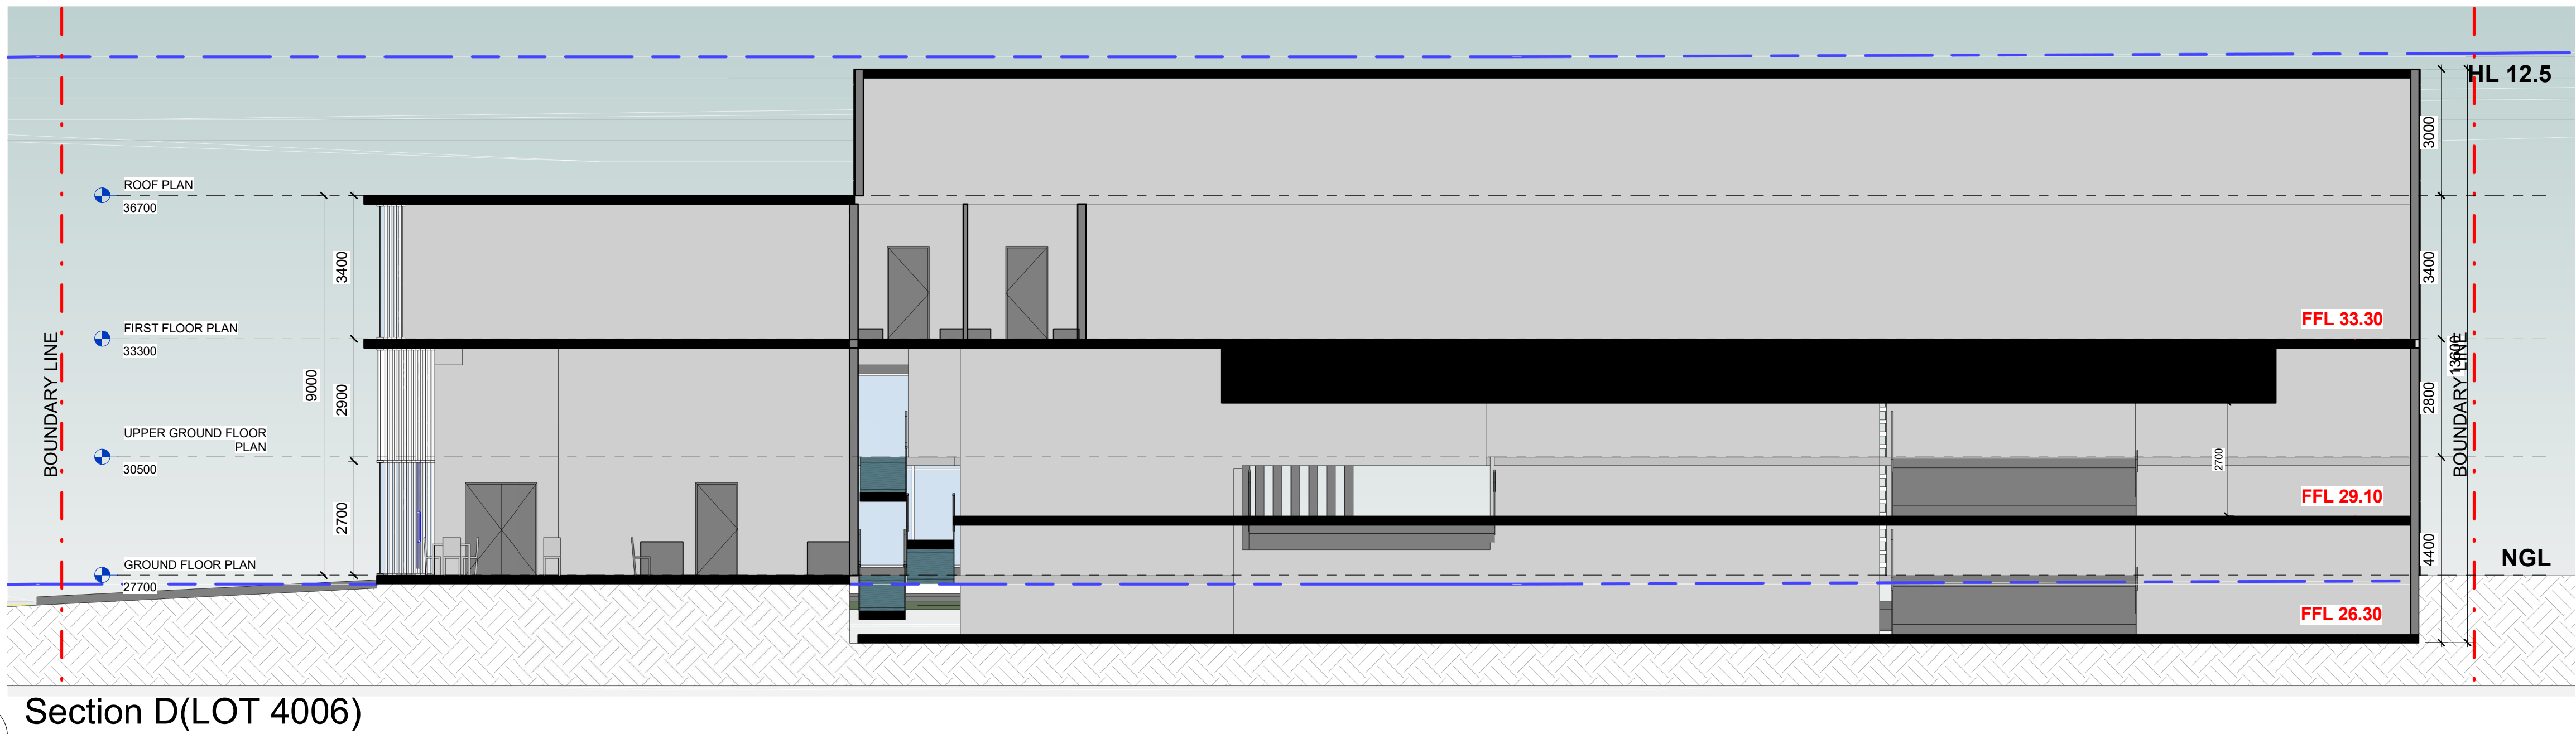 HL 12.5
ROOF PLAN
36700
3000
3400
3400
FFL 33.30
FIRST FLOOR PLAN
33300
BOUNDARY LINE
9000
2900
2800
13600
BOUNDARY LINE
UPPER GROUND FLOOR
PLAN
30500
2700
FFL 29.10
2700
4400
NGL
GROUND FLOOR PLAN
27700
FFL 26.30
Section D(LOT 4006)